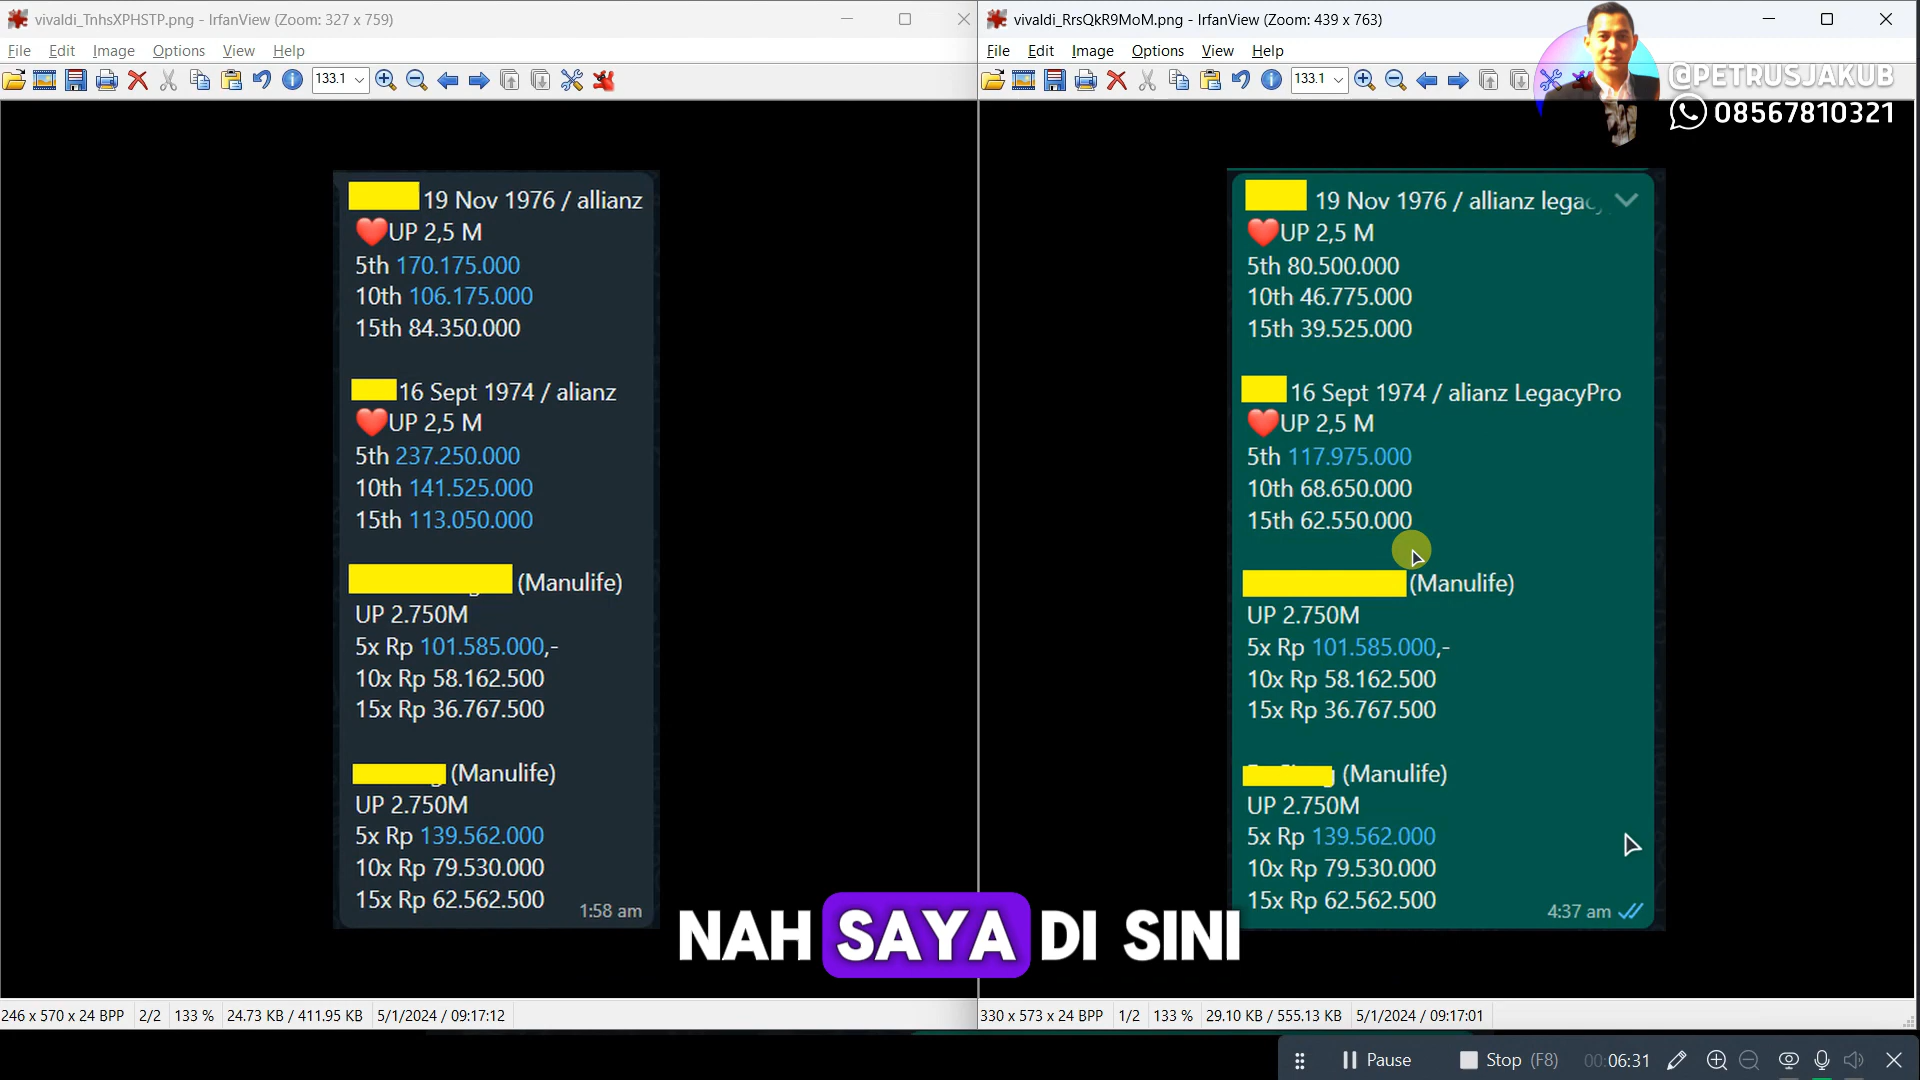 vivaldi_TnhsXPHSTP.png - IrfanView (Zoom: 327 x 759)
File Edit Image Options View Help
133.1
19 Nov 1976 / allianz
UP 2,5 M
5th 170.175.000
10th 106.175.000
15th 84.350.000
16 Sept 1974 / alianz
UP 2,5 M
5th 237.250.000
10th 141.525.000
15th 113.050.000
(Manulife)
UP 2.750M
5x Rp 101.585.000,-
10x Rp 58.162.500
15x Rp 36.767.500
(Manulife)
UP 2.750M
5x Rp 139.562.000
10x Rp 79.530.000
15x Rp 62.562.500
1:58 am
246 x 570 x 24 BPP 2/2 133 % 24.73 KB / 411.95 KB 5/1/2024 / 09:17:12
vivaldi_RrsQkR9MoM.png - IrfanView (Zoom: 439 x 763)
File Edit Image Options View Help
133.1
@PETRUSJAKUB
08567810321
19 Nov 1976 / allianz legac
UP 2,5 M
5th 80.500.000
10th 46.775.000
15th 39.525.000
16 Sept 1974 / alianz LegacyPro
UP 2,5 M
5th 117.975.000
10th 68.650.000
15th 62.550.000
(Manulife)
UP 2.750M
5x Rp 101.585.000,-
10x Rp 58.162.500
15x Rp 36.767.500
(Manulife)
UP 2.750M
5x Rp 139.562.000
10x Rp 79.530.000
15x Rp 62.562.500
4:37 am
330 x 573 x 24 BPP 1/2 133 % 29.10 KB / 555.13 KB 5/1/2024 / 09:17:01
NAH SAYA DI SINI
Pause Stop (F8) 00:06:31